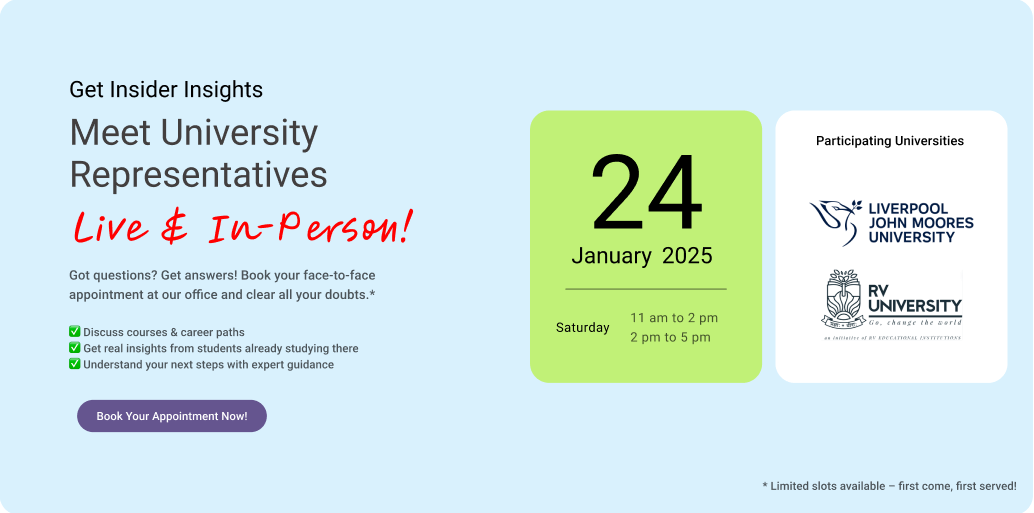 Get Insider Insights
Meet University
Representatives
Live & In-Person!
Got questions? Get answers! Book your face-to-face
appointment at our office and clear all your doubts.*
✅ Discuss courses & career paths
✅ Get real insights from students already studying there
✅ Understand your next steps with expert guidance
Book Your Appointment Now!
24
January 2025
Saturday
11 am to 2 pm
2 pm to 5 pm
Participating Universities
LIVERPOOL
JOHN MOORES
UNIVERSITY
RV
UNIVERSITY
Go, change the world
an initiative of RV EDUCATIONAL INSTITUTIONS
* Limited slots available – first come, first served!